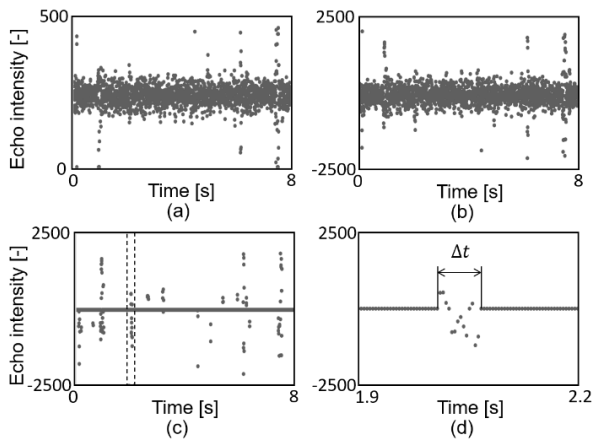 500
Echo intensity [-]
0
0
8
Time [s]
(a)
2500
-2500
0
8
Time [s]
(b)
2500
Echo intensity [-]
-2500
0
8
Time [s]
(c)
2500
Δt
-2500
1.9
2.2
Time [s]
(d)